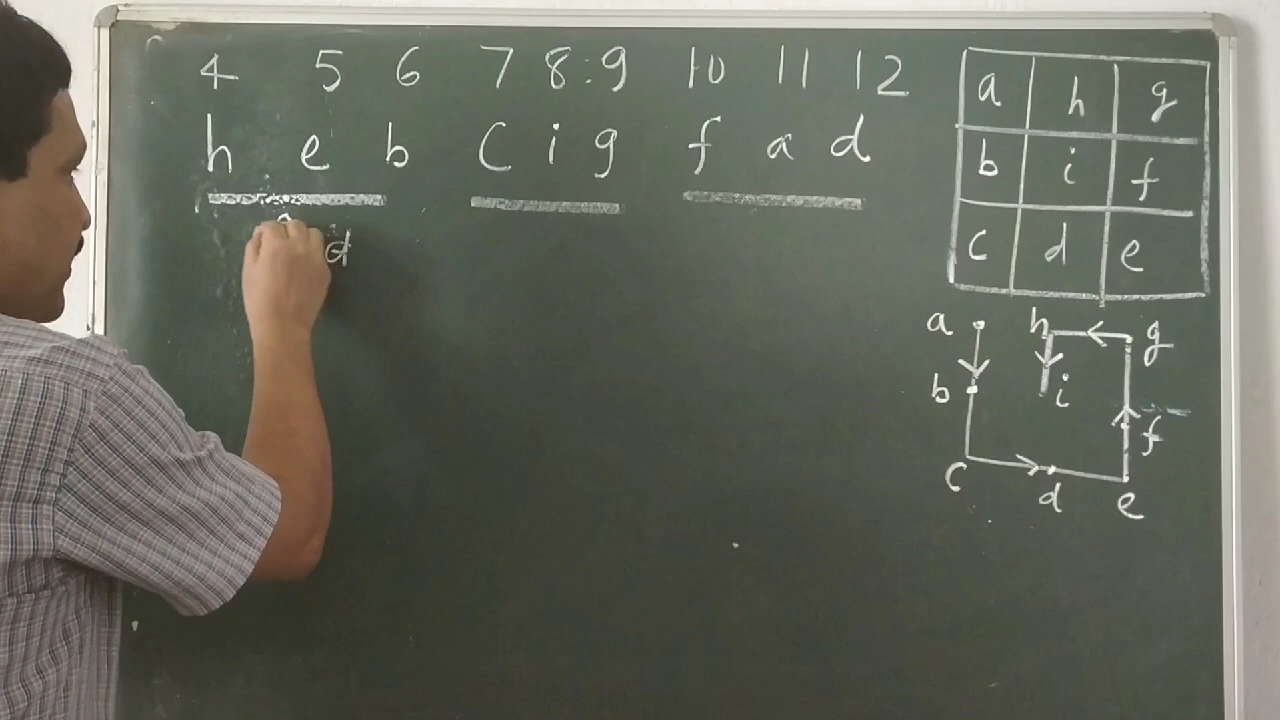 4 5 6 7 8 9 10 11 12
h e b c i g f a d
d
a h g
b i f
c d e
a h g
b i
f
c d e